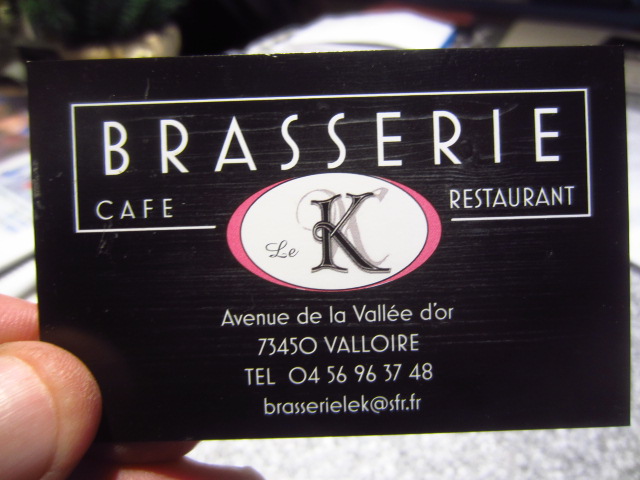 BRASSERIE
CAFE
RESTAURANT
Le K
Avenue de la Vallée d'or
73450 VALLOIRE
TEL 04 56 96 37 48
brasserielek@sfr.fr